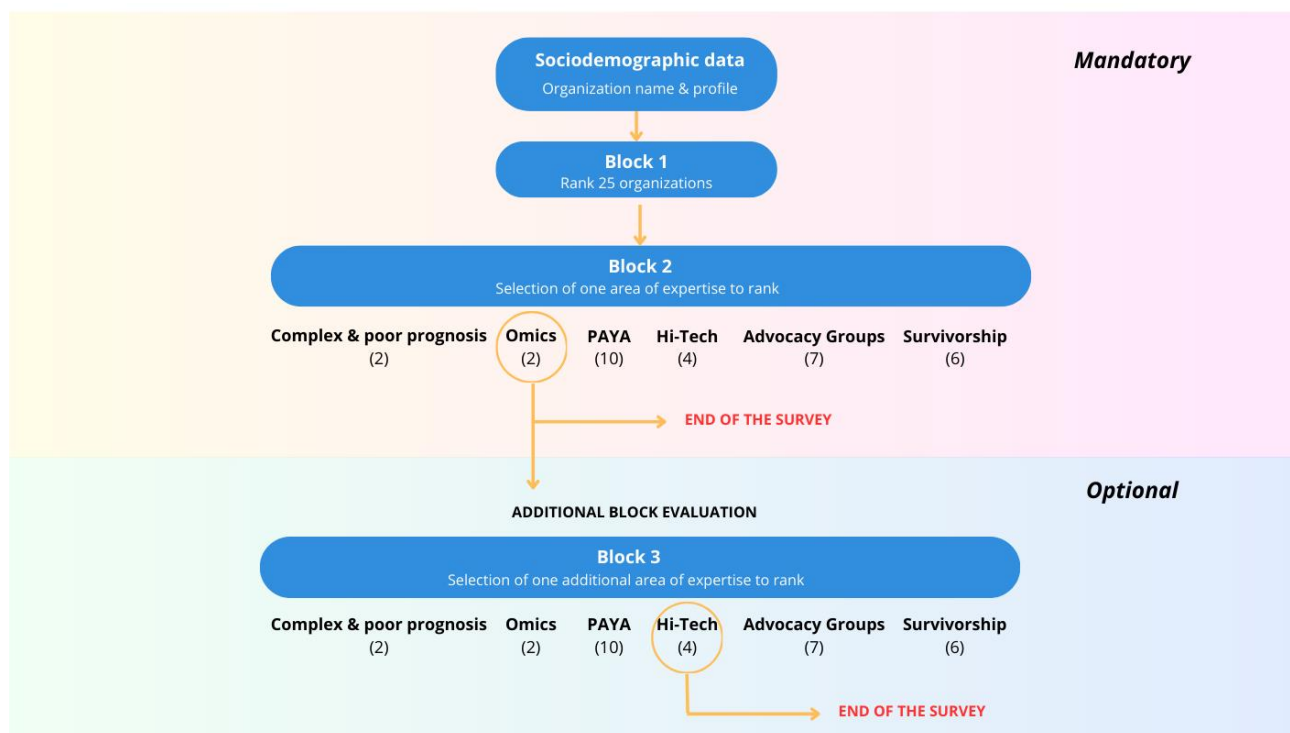 Mandatory
Sociodemographic data
Organization name & profile
Block 1
Rank 25 organizations
Block 2
Selection of one area of expertise to rank
Complex & poor prognosis Omics PAYA Hi-Tech Advocacy Groups Survivorship
(2) (2) (10) (4) (7) (6)
END OF THE SURVEY
Optional
ADDITIONAL BLOCK EVALUATION
Block 3
Selection of one additional area of expertise to rank
Complex & poor prognosis Omics PAYA Hi-Tech Advocacy Groups Survivorship
(2) (2) (10) (4) (7) (6)
END OF THE SURVEY